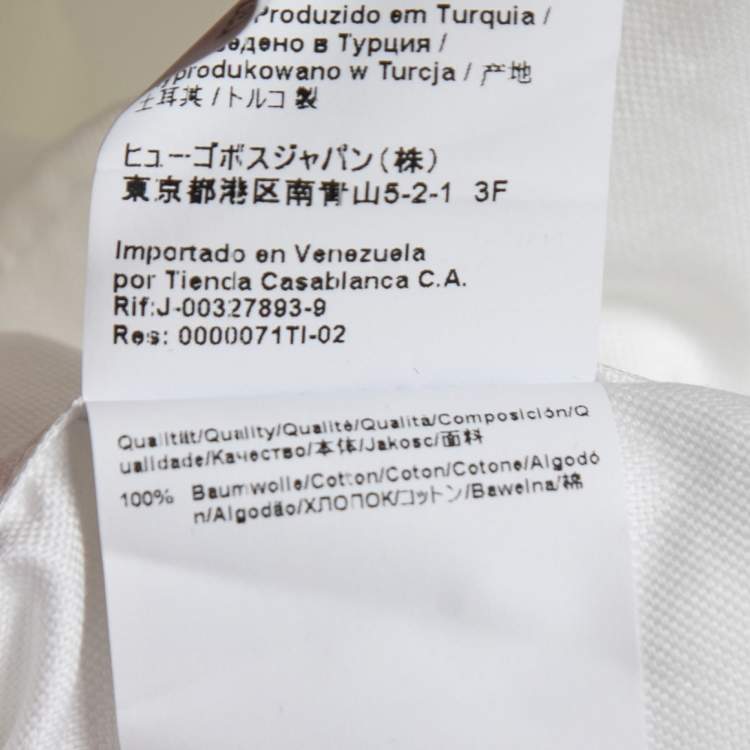 Produzido em Turquia /
ведено в Турция /
produkowano w Turcja / 产地
土耳其 / トルコ 製
ヒューゴボスジャパン(株)
東京都港区南青山5-2-1 3F
Importado en Venezuela
por Tienda Casablanca C.A.
Rif:J-00327893-9
Res: 0000071TI-02
Qualität/Quality/Qualité/Qualità/Composición/Q
ualidade/Качество/本体/Jakosc/面料
100% Baumwolle/Cotton/Coton/Cotone/Algodó
n/Algodão/ХЛОПОК/コットン/Bawelna/棉